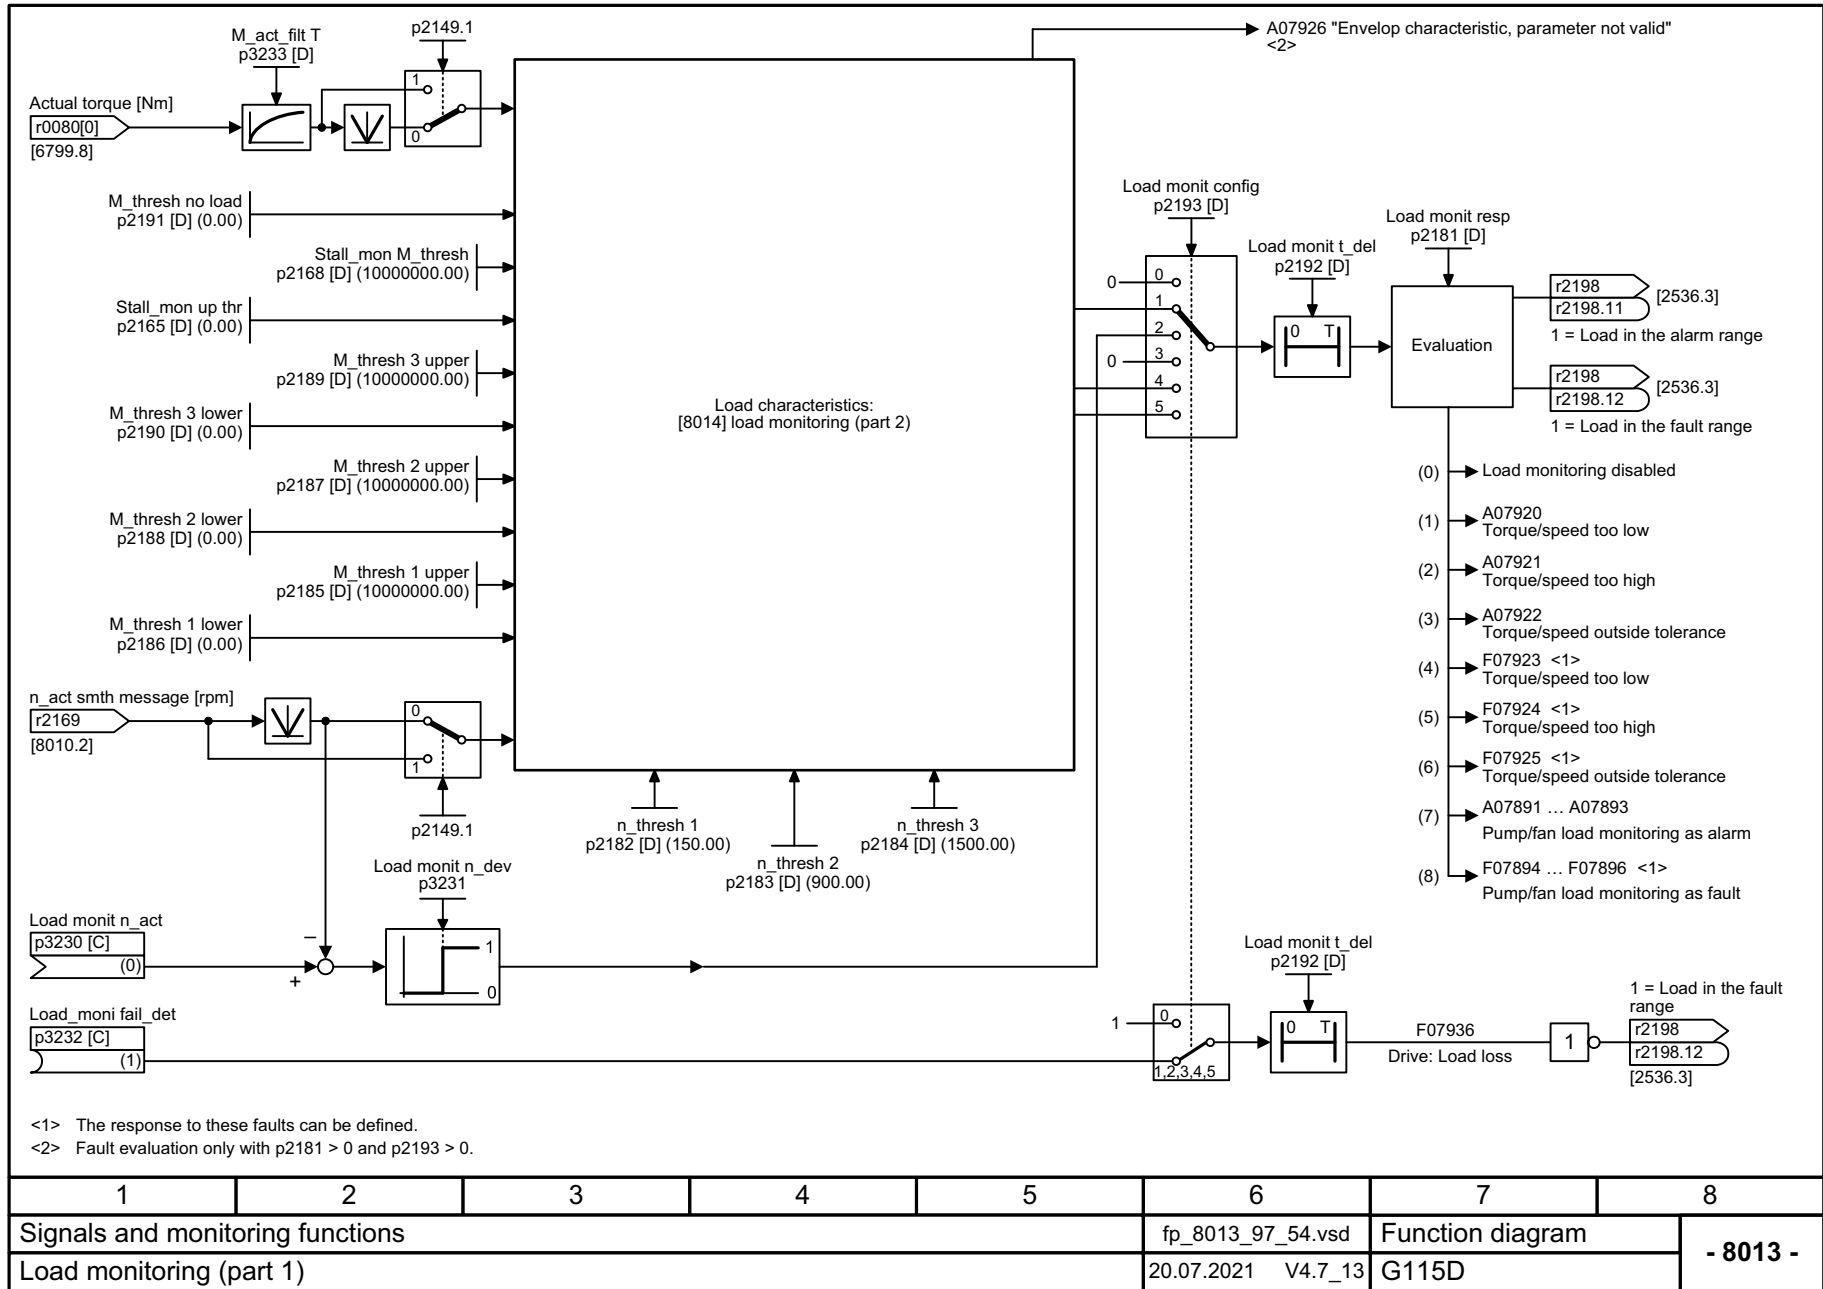 A07926 "Envelop characteristic, parameter not valid"
<2>
M_act_filt T
p3233 [D]
p2149.1
1
0
Actual torque [Nm]
r0080[0]
[6799.8]
M_thresh no load
p2191 [D] (0.00)
Stall_mon M_thresh
p2168 [D] (10000000.00)
Stall_mon up thr
p2165 [D] (0.00)
M_thresh 3 upper
p2189 [D] (10000000.00)
M_thresh 3 lower
p2190 [D] (0.00)
M_thresh 2 upper
p2187 [D] (10000000.00)
M_thresh 2 lower
p2188 [D] (0.00)
M_thresh 1 upper
p2185 [D] (10000000.00)
M_thresh 1 lower
p2186 [D] (0.00)
Load characteristics:
[8014] load monitoring (part 2)
n_act smth message [rpm]
r2169
[8010.2]
0
1
p2149.1
n_thresh 1
p2182 [D] (150.00)
n_thresh 2
p2183 [D] (900.00)
n_thresh 3
p2184 [D] (1500.00)
Load monit n_dev
p3231
1
0
Load monit n_act
p3230 [C]
(0)
–
+
Load_moni fail_det
p3232 [C]
(1)
Load monit config
p2193 [D]
0
0
1
2
0
3
4
5
Load monit t_del
p2192 [D]
0 T
Load monit resp
p2181 [D]
Evaluation
r2198
r2198.11
[2536.3]
1 = Load in the alarm range
r2198
r2198.12
[2536.3]
1 = Load in the fault range
(0) Load monitoring disabled
(1) A07920
Torque/speed too low
(2) A07921
Torque/speed too high
(3) A07922
Torque/speed outside tolerance
(4) F07923 <1>
Torque/speed too low
(5) F07924 <1>
Torque/speed too high
(6) F07925 <1>
Torque/speed outside tolerance
(7) A07891 … A07893
Pump/fan load monitoring as alarm
(8) F07894 … F07896 <1>
Pump/fan load monitoring as fault
1
0
1,2,3,4,5
Load monit t_del
p2192 [D]
0 T
F07936
Drive: Load loss
1
1 = Load in the fault
range
r2198
r2198.12
[2536.3]
<1> The response to these faults can be defined.
<2> Fault evaluation only with p2181 > 0 and p2193 > 0.
1 2 3 4 5 6 7 8
Signals and monitoring functions fp_8013_97_54.vsd Function diagram
- 8013 -
Load monitoring (part 1) 20.07.2021 V4.7_13 G115D